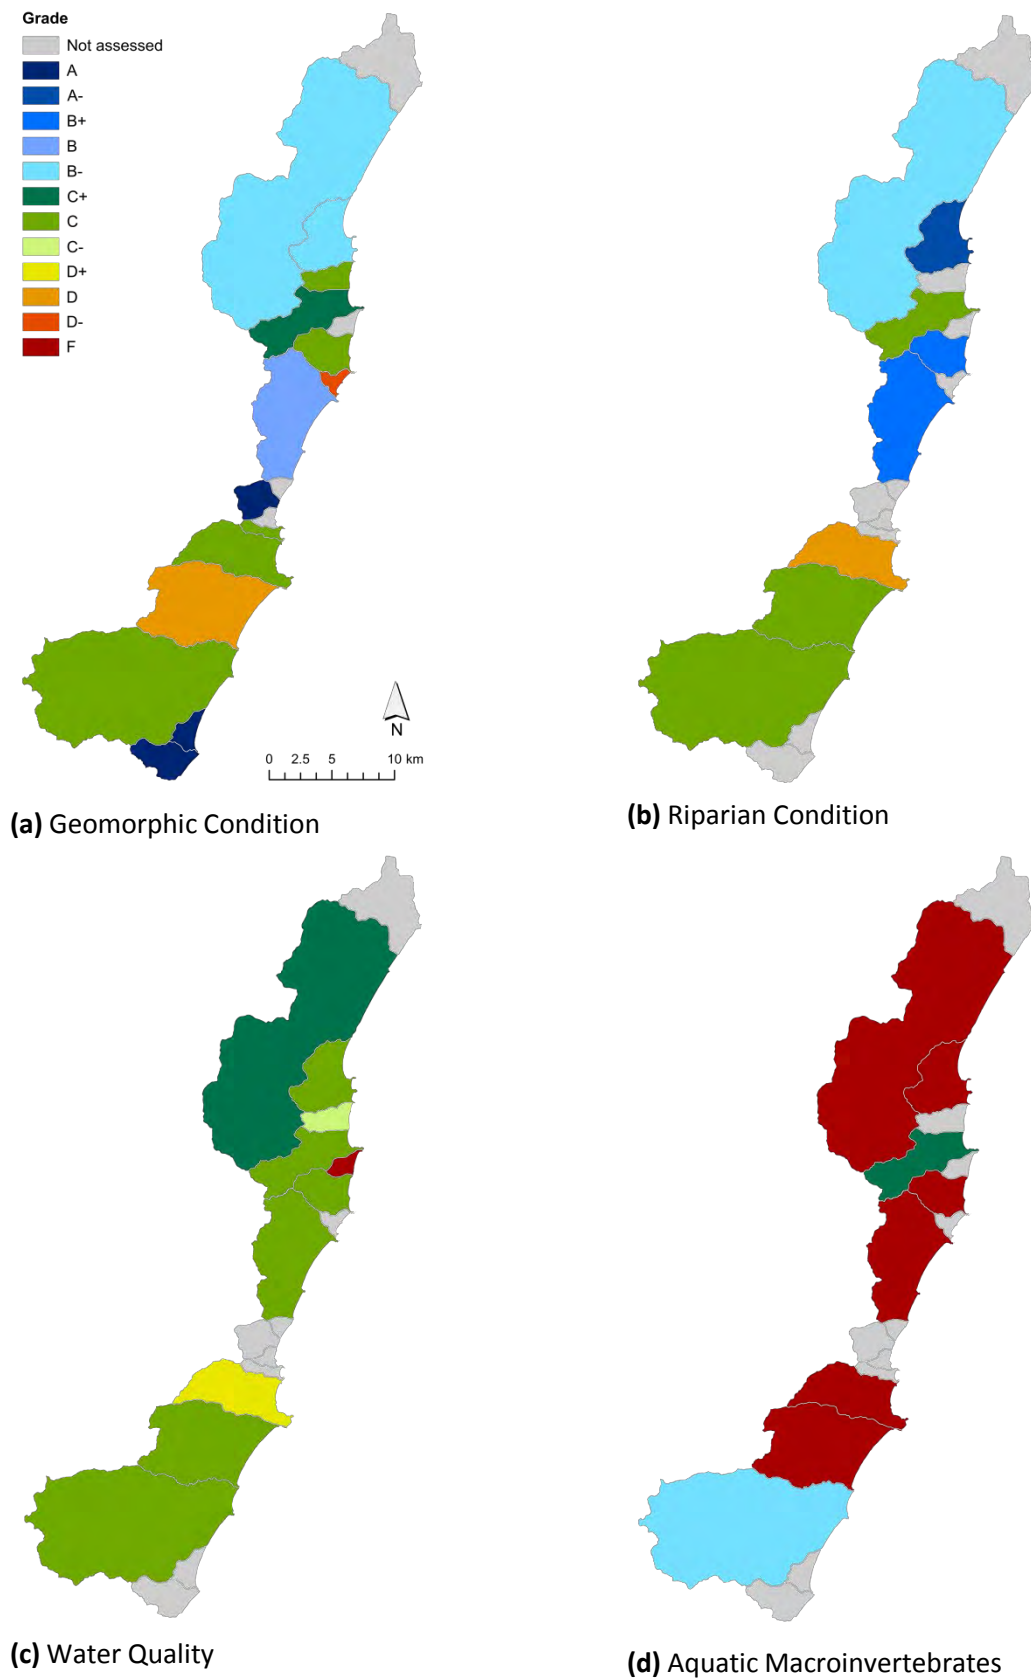 Grade
Not assessed
A
A-
B+
B
B-
C+
C
C-
D+
D
D-
F
N
0 2.5 5 10 km
(a) Geomorphic Condition
(b) Riparian Condition
(c) Water Quality
(d) Aquatic Macroinvertebrates